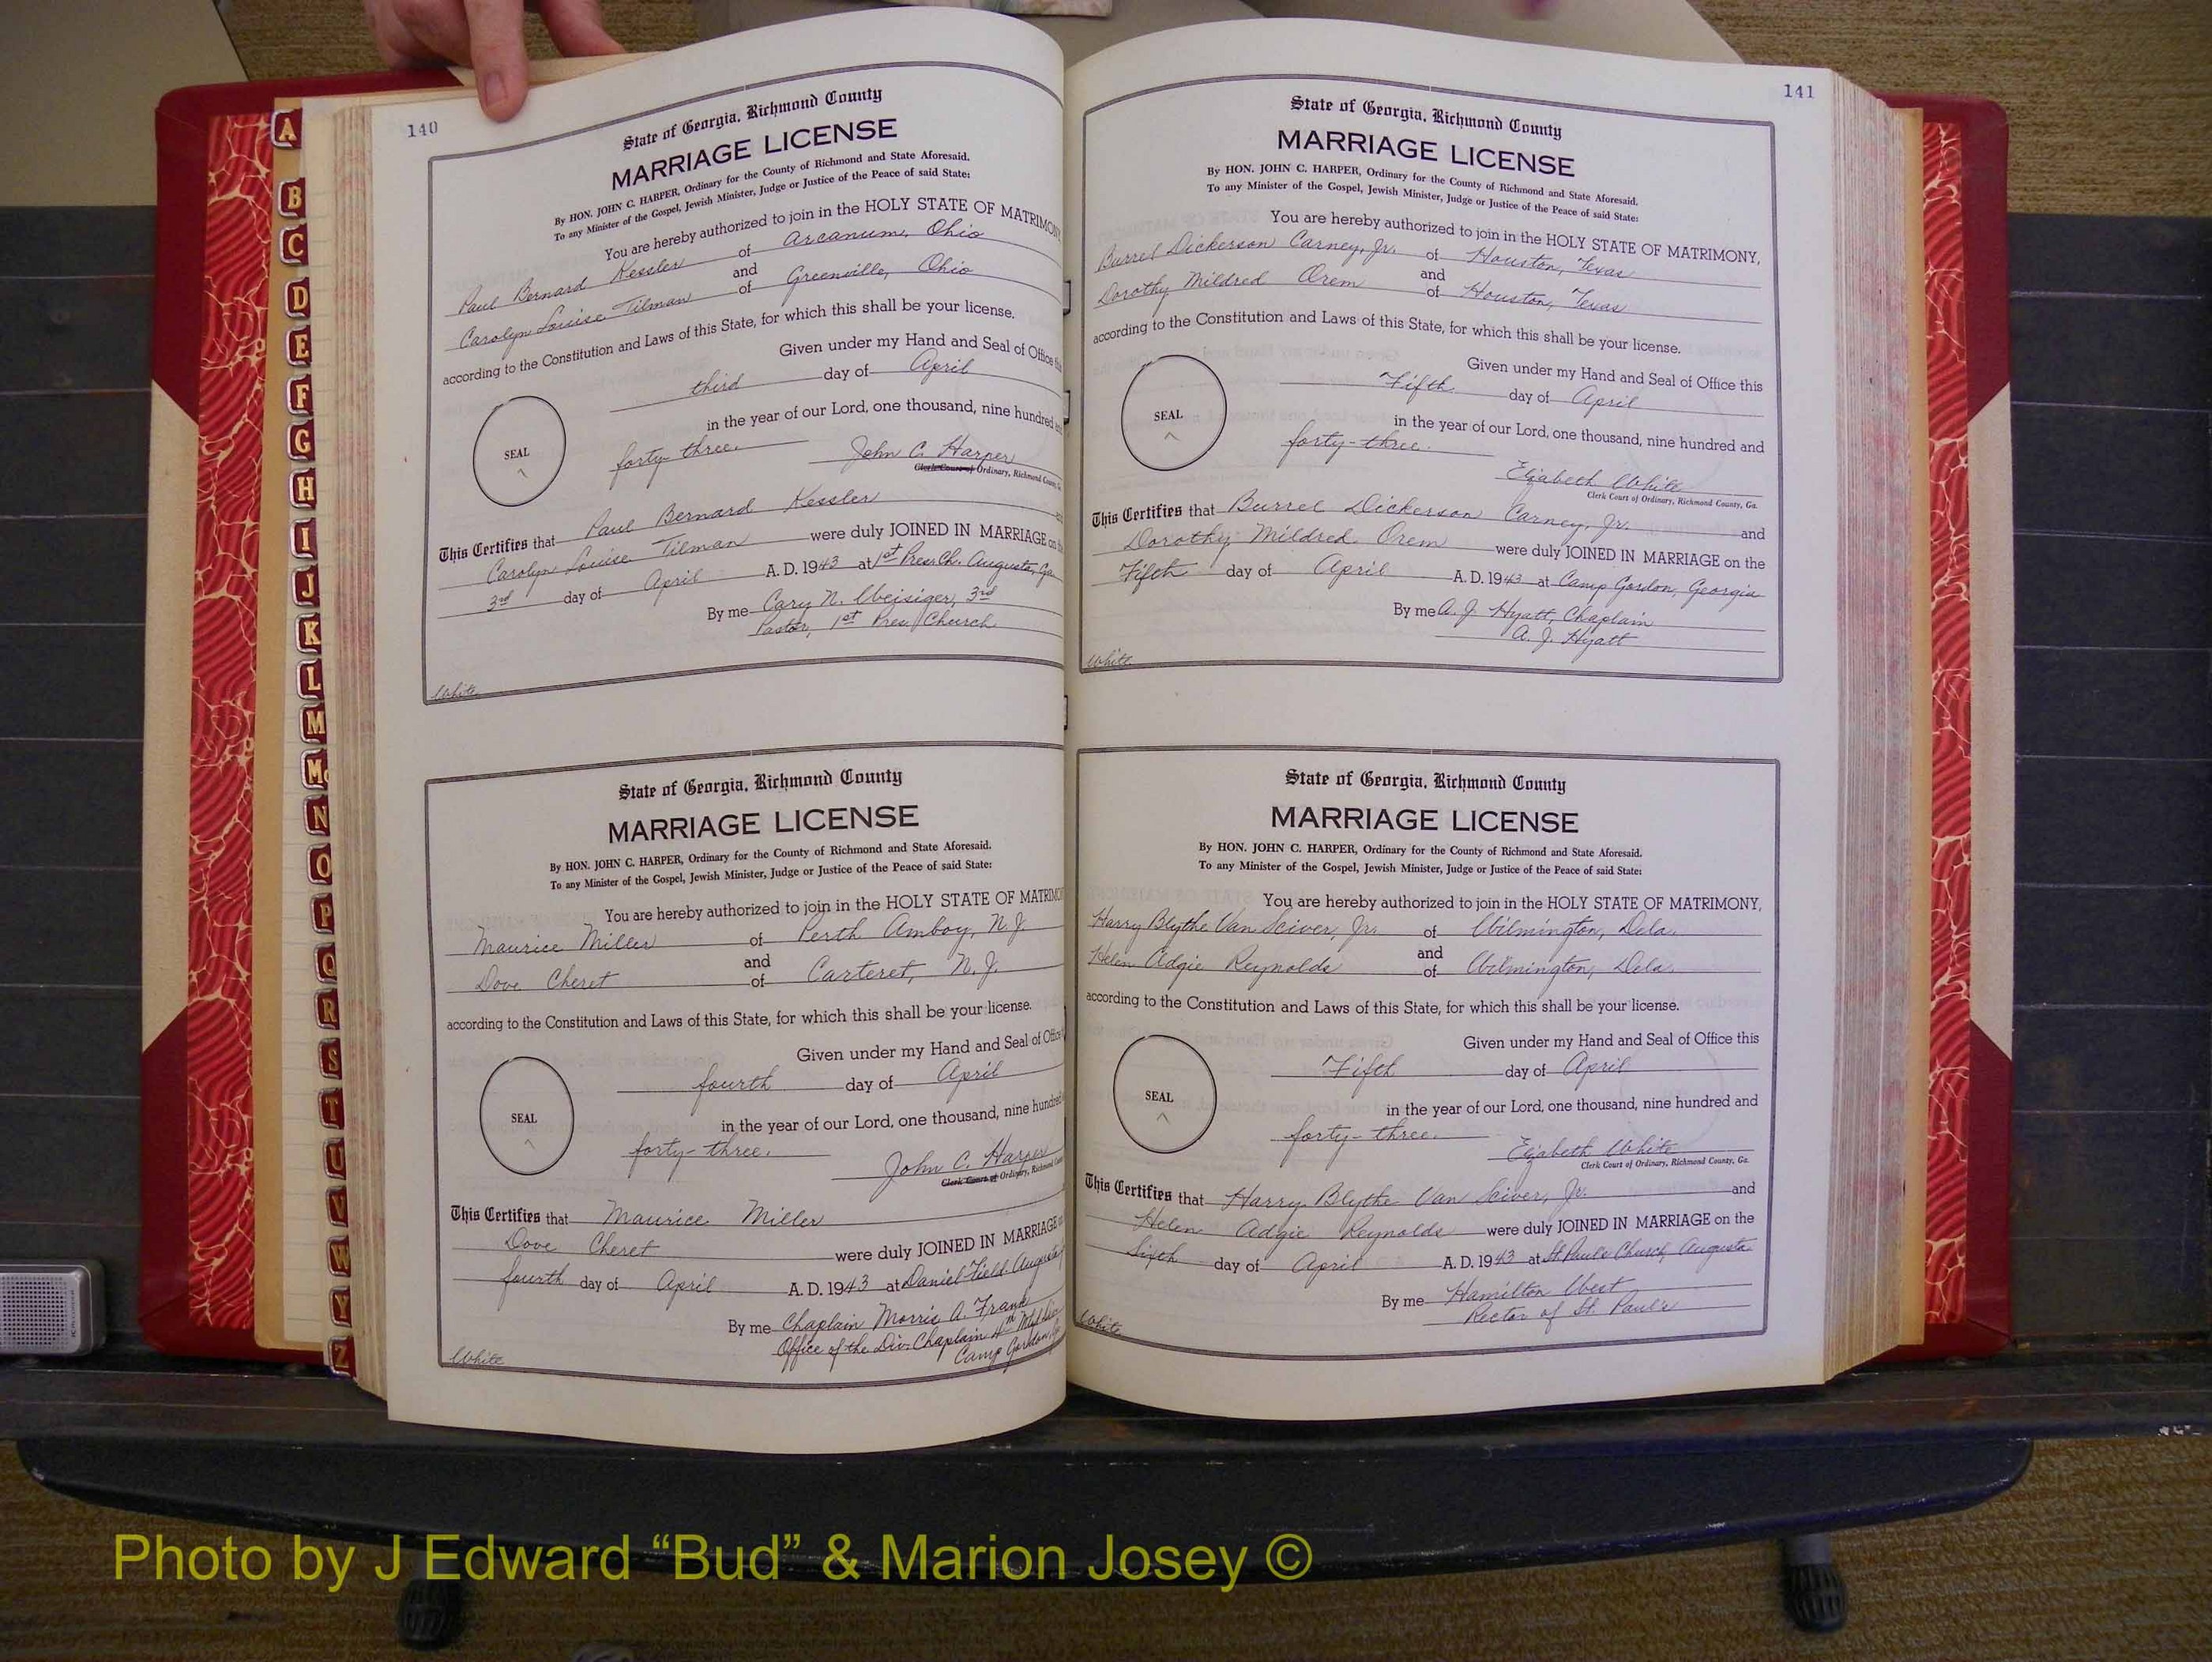 140
State of Georgia, Richmond County
MARRIAGE LICENSE
By HON. JOHN C. HARPER, Ordinary for the County of Richmond and State Aforesaid.
To any Minister of the Gospel, Jewish Minister, Judge or Justice of the Peace of said State:
You are hereby authorized to join in the HOLY STATE OF MATRIMONY
Paul Bernard Kessler of Arcanum, Ohio
and
Carolyn Louise Tilman of Greenville, Ohio
according to the Constitution and Laws of this State, for which this shall be your license.
Given under my Hand and Seal of Office this
third day of April
in the year of our Lord, one thousand, nine hundred and
SEAL
forty three. John C. Harper
Clerk Court of Ordinary, Richmond County, Ga.
This Certifies that Paul Bernard Kessler and
Carolyn Louise Tilman were duly JOINED IN MARRIAGE on the
3rd day of April A. D. 1943 at 1st Pres. Ch. Augusta, Ga
By me Cary N. Weisiger, 3rd
Pastor, 1st Pres. Church
White
State of Georgia, Richmond County
MARRIAGE LICENSE
By HON. JOHN C. HARPER, Ordinary for the County of Richmond and State Aforesaid.
To any Minister of the Gospel, Jewish Minister, Judge or Justice of the Peace of said State:
You are hereby authorized to join in the HOLY STATE OF MATRIMO
Maurice Miller of Perth Amboy, N. J.
and
Dove Cheret of Carteret, N. J.
according to the Constitution and Laws of this State, for which this shall be your license.
Given under my Hand and Seal of Office
fourth day of April
in the year of our Lord, one thousand, nine hundred
SEAL
forty-three. John C. Harper
Clerk Court of Ordinary, Richmond
This Certifies that Maurice Miller
Dove Cheret were duly JOINED IN MARRIAGE
fourth day of April A. D. 1943 at Daniel Field Augusta
By me Chaplain Morris A. Frank
Office of the Div. Chaplain 4th
Camp Gordon,
White
141
State of Georgia, Richmond County
MARRIAGE LICENSE
By HON. JOHN C. HARPER, Ordinary for the County of Richmond and State Aforesaid.
To any Minister of the Gospel, Jewish Minister, Judge or Justice of the Peace of said State:
You are hereby authorized to join in the HOLY STATE OF MATRIMONY,
Burrel Dickerson Carney, Jr. of Houston, Texas
and
Dorothy Mildred Orem of Houston, Texas
according to the Constitution and Laws of this State, for which this shall be your license.
Given under my Hand and Seal of Office this
Fifth day of April
in the year of our Lord, one thousand, nine hundred and
SEAL
forty-three. Elizabeth White
Clerk Court of Ordinary, Richmond County, Ga.
This Certifies that Burrel Dickerson Carney, Jr. and
Dorothy Mildred Orem were duly JOINED IN MARRIAGE on the
Fifth day of April A. D. 1943 at Camp Gordon, Georgia
By me A. J. Hyatt, Chaplain
A. J. Hyatt
White
State of Georgia, Richmond County
MARRIAGE LICENSE
By HON. JOHN C. HARPER, Ordinary for the County of Richmond and State Aforesaid.
To any Minister of the Gospel, Jewish Minister, Judge or Justice of the Peace of said State:
You are hereby authorized to join in the HOLY STATE OF MATRIMONY,
Harry Blythe Van Sciver, Jr. of Wilmington, Dela.
and
Helen Adgie Reynolds of Wilmington, Dela.
according to the Constitution and Laws of this State, for which this shall be your license.
Given under my Hand and Seal of Office this
Fifth day of April
in the year of our Lord, one thousand, nine hundred and
SEAL
forty-three. Elizabeth White
Clerk Court of Ordinary, Richmond County, Ga.
This Certifies that Harry Blythe Van Sciver, Jr. and
Helen Adgie Reynolds were duly JOINED IN MARRIAGE on the
Sixth day of April A. D. 1943 at St. Pauls Church, Augusta
By me Hamilton West
Rector of St. Pauls
White
A
B
C
D
E
F
G
H
I
J
K
L
M
Mc
N
O
P
Q
R
S
T
U
V
W
Y
Z
Photo by J Edward “Bud” & Marion Josey ©